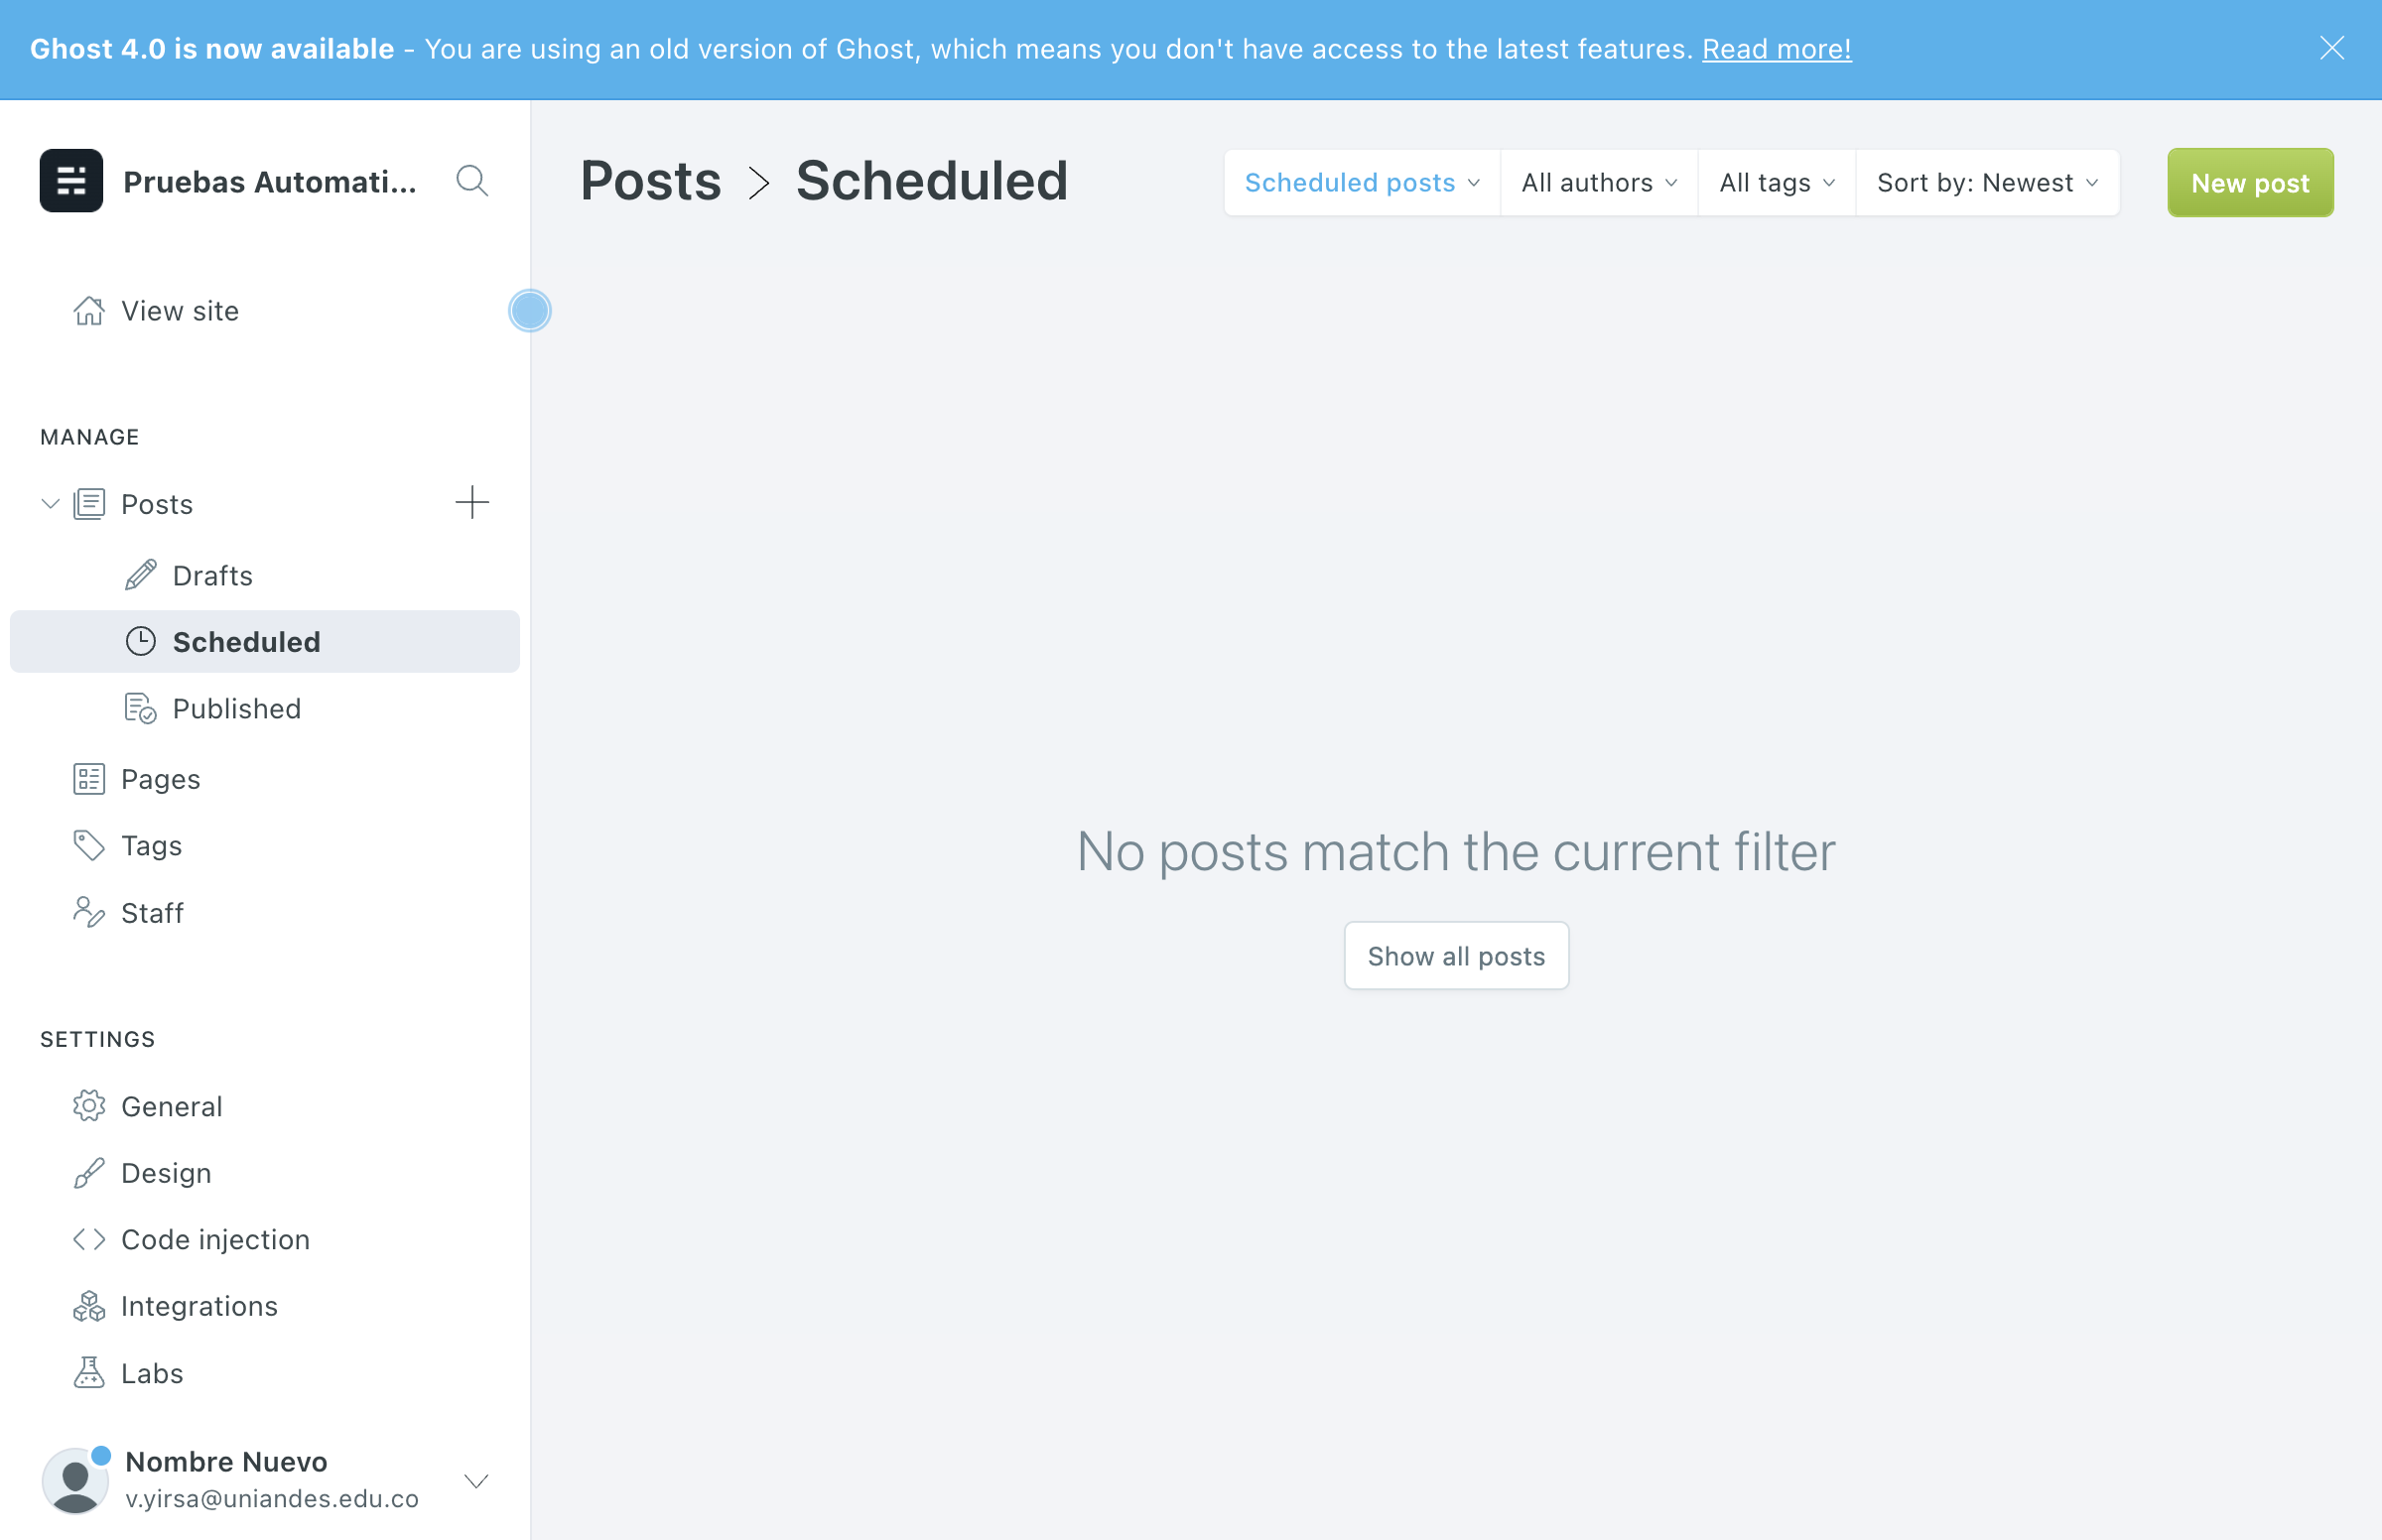 Ghost 4.0 is now available - You are using an old version of Ghost, which means you don't have access to the latest features. Read more!
Pruebas Automati...
Posts > Scheduled
Scheduled posts
All authors
All tags
Sort by: Newest
New post
View site
MANAGE
Posts
Drafts
Scheduled
Published
Pages
Tags
Staff
No posts match the current filter
Show all posts
SETTINGS
General
Design
Code injection
Integrations
Labs
Nombre Nuevo
v.yirsa@uniandes.edu.co